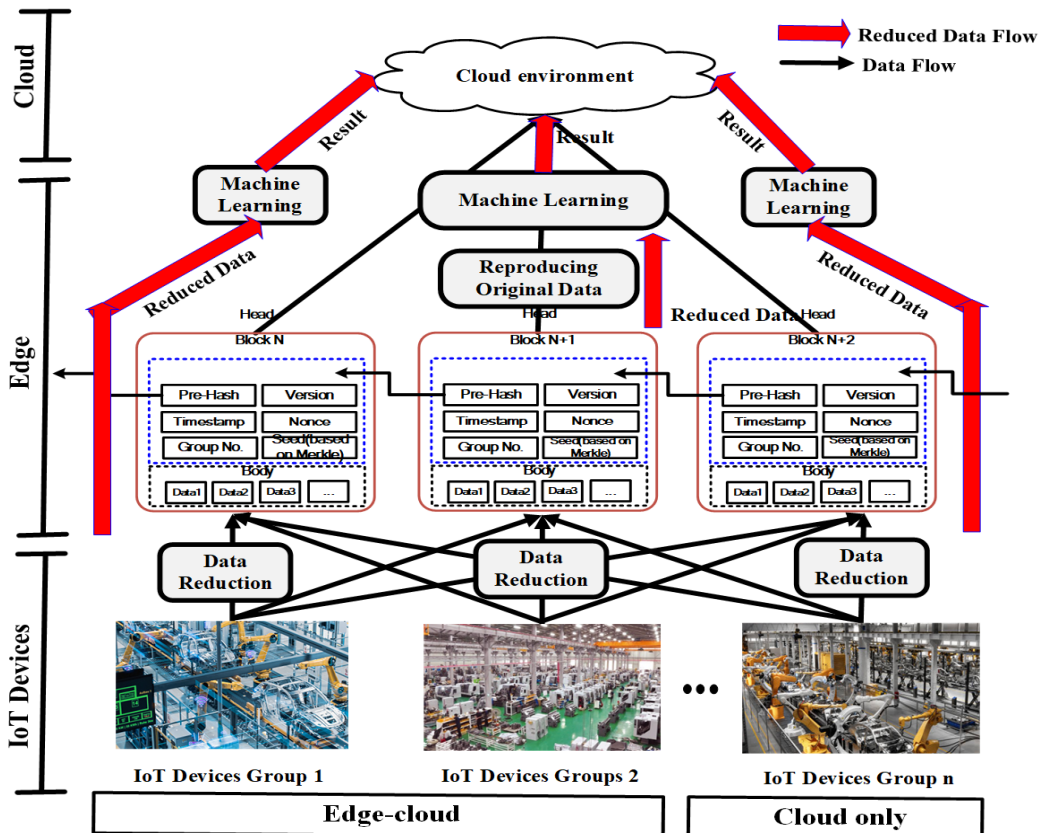 Reduced Data Flow
Data Flow
Cloud
Cloud environment
Result
Result
Result
Machine
Learning
Machine Learning
Machine
Learning
Edge
Reduced Data
Reproducing
Original Data
Reduced Data
Reduced Data
Head
Block N
Pre-Hash
Version
Timestamp
Nonce
Group No.
Seed(based
on Merkle)
Body
Data1
Data2
Data3
...
Head
Block N+1
Pre-Hash
Version
Timestamp
Nonce
Group No.
Seed(based on
Merkle)
Body
Data1
Data2
Data3
...
Head
Block N+2
Pre-Hash
Version
Timestamp
Nonce
Group No.
Seed(based on
Merkle)
Body
Data1
Data2
Data3
...
Data
Reduction
Data
Reduction
Data
Reduction
IoT Devices
IoT Devices Group 1
IoT Devices Groups 2
IoT Devices Group n
Edge-cloud
Cloud only